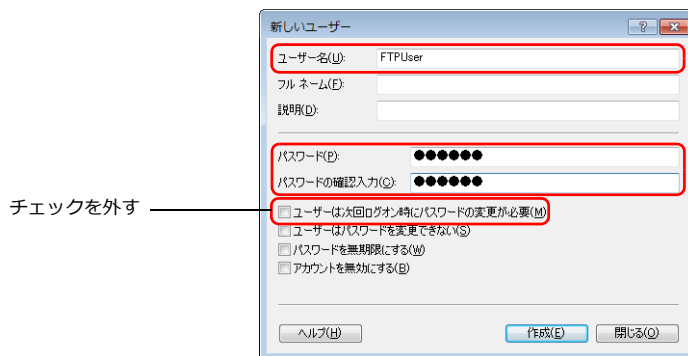 新しいユーザー
ユーザー名(U): FTPUser
フル ネーム(F):
説明(D):
パスワード(P): ●●●●●●
パスワードの確認入力(C): ●●●●●●
チェックを外す
ユーザーは次回ログオン時にパスワードの変更が必要(M)
ユーザーはパスワードを変更できない(S)
パスワードを無期限にする(W)
アカウントを無効にする(B)
ヘルプ(H) 作成(E) 閉じる(O)